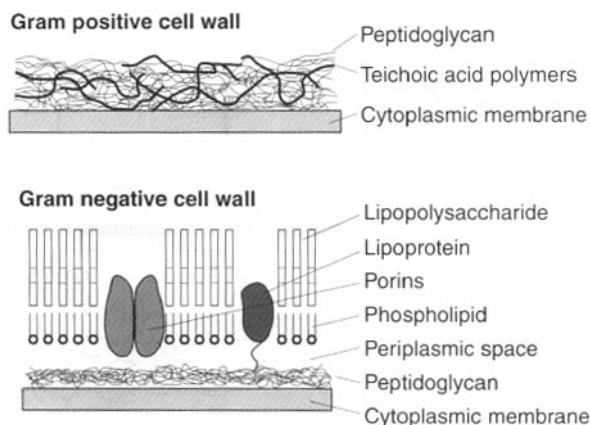 Gram positive cell wall
Peptidoglycan
Teichoic acid polymers
Cytoplasmic membrane
Gram negative cell wall
Lipopolysaccharide
Lipoprotein
Porins
Phospholipid
Periplasmic space
Peptidoglycan
Cytoplasmic membrane